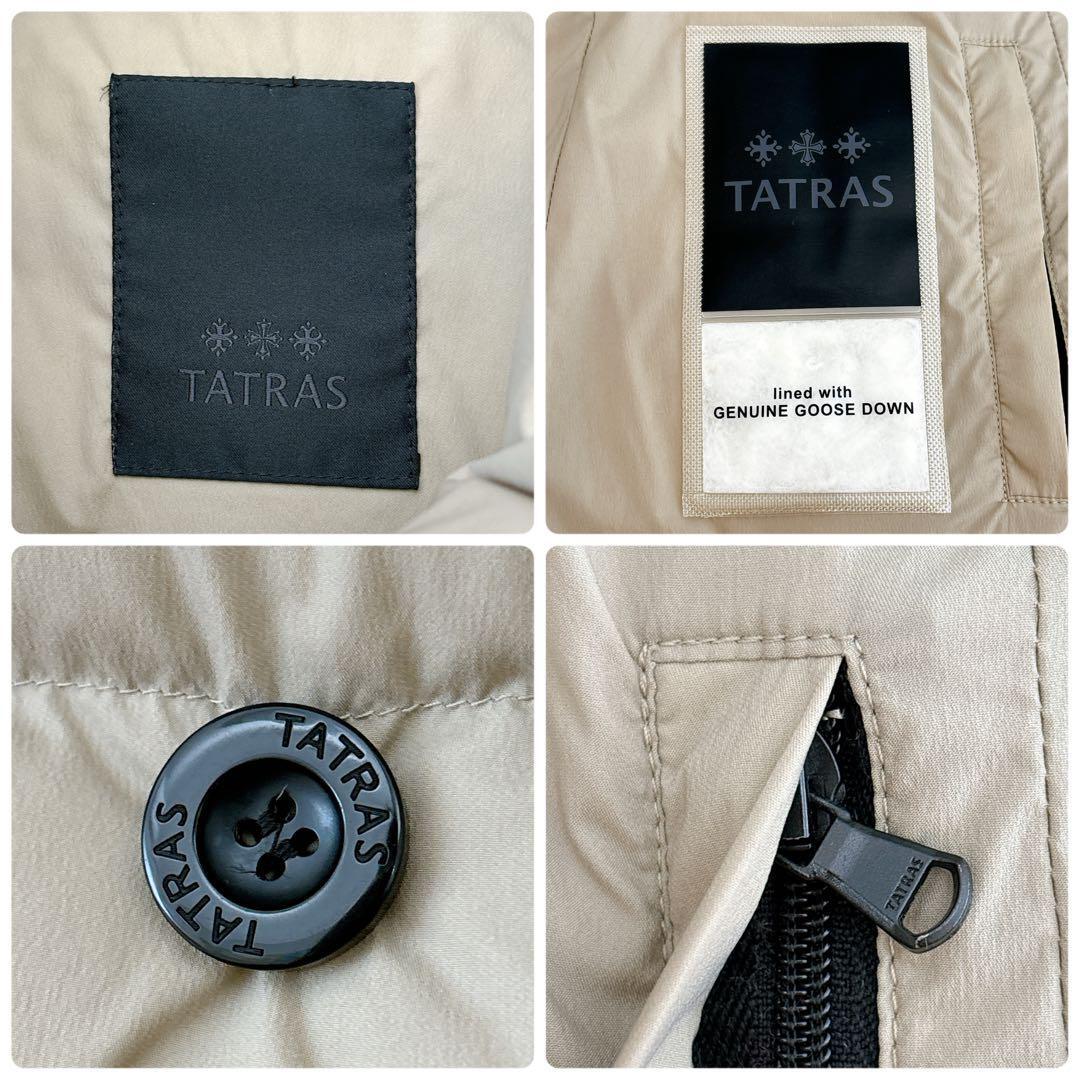 TATRAS
TATRAS
lined with
GENUINE GOOSE DOWN
TATRAS
TATRAS
TATRAS